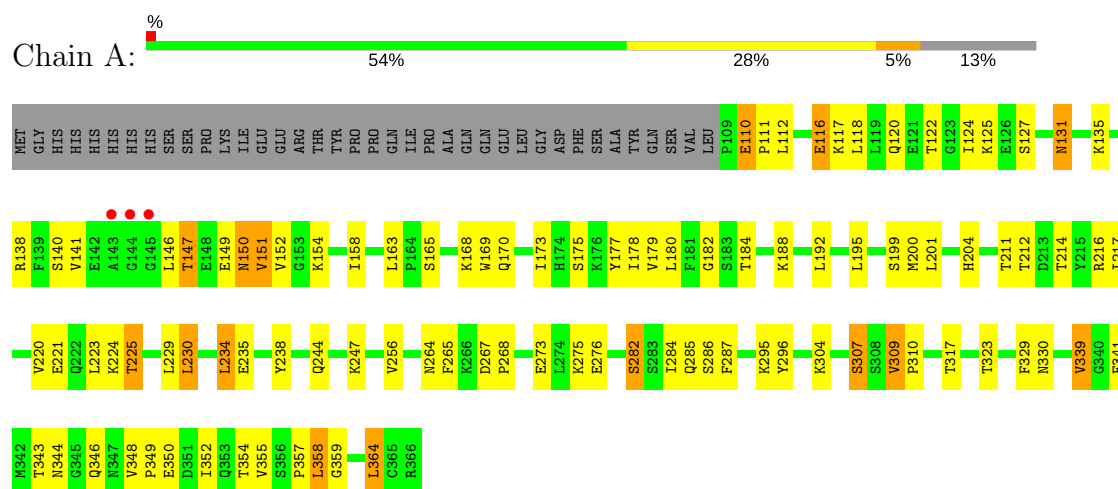 %
Chain A:
54% 28% 5% 13%
MET GLY HIS HIS HIS HIS HIS HIS SER SER PRO LYS ILE GLU GLU ARG THR TYR PRO PRO GLN ILE PRO ALA GLN GLN GLU LEU GLY ASP PHE SER ALA TYR GLN SER VAL LEU P109 E110 P111 L112 E116 K117 L118 L119 Q120 E121 T122 G123 I124 K125 E126 S127 N131 K135
R138 F139 S140 V141 E142 A143 G144 G145 L146 T147 E148 E149 N150 V151 V152 G153 K154 I158 L163 P164 S165 K168 W169 Q170 I173 H174 S175 K176 Y177 I178 V179 L180 F181 G182 S183 T184 K188 L192 L195 S199 M200 L201 H204 T211 T212 D213 T214 Y215 R216 I217
V220 E221 Q222 L223 K224 T225 L229 L230 L234 E235 Y238 Q244 K247 V256 N264 F265 K266 D267 P268 E273 L274 K275 E276 S282 S283 I284 Q285 S286 F287 K295 Y296 K304 S307 S308 V309 P310 T317 T323 F329 N330 V339 G340 E341
M342 T343 N344 G345 Q346 N347 V348 P349 E350 D351 I352 Q353 T354 V355 S356 P357 L358 G359 L364 C365 R366